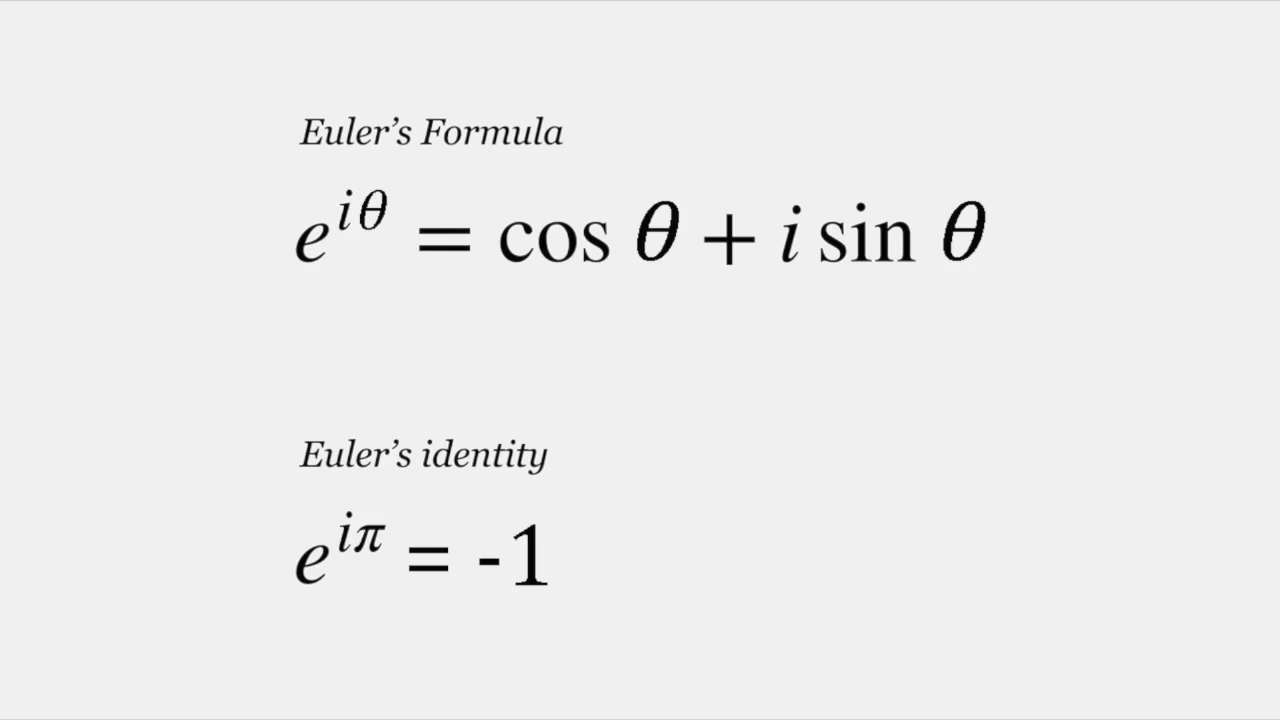 Euler’s Formula
e^{iθ} = cos θ + i sin θ
Euler’s identity
e^{iπ} = -1